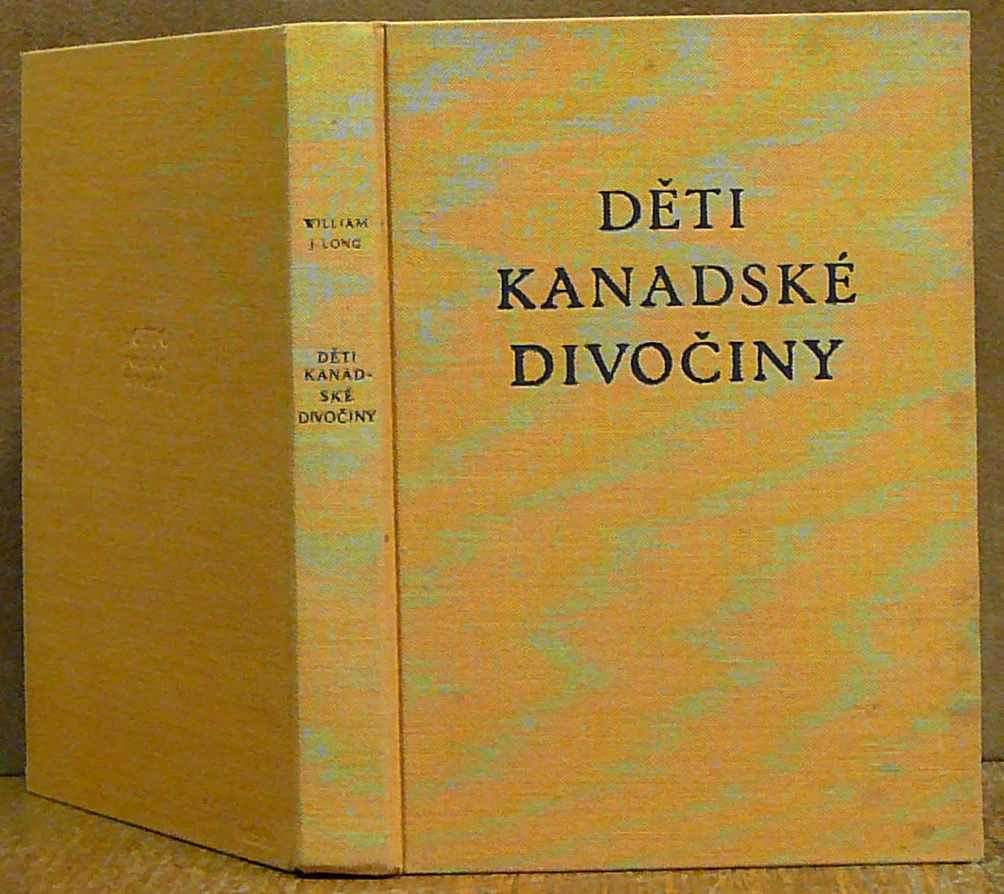 WILLIAM
J. LONG
DĚTI
KANAD-
SKÉ
DIVOČINY
DĚTI
KANADSKÉ
DIVOČINY